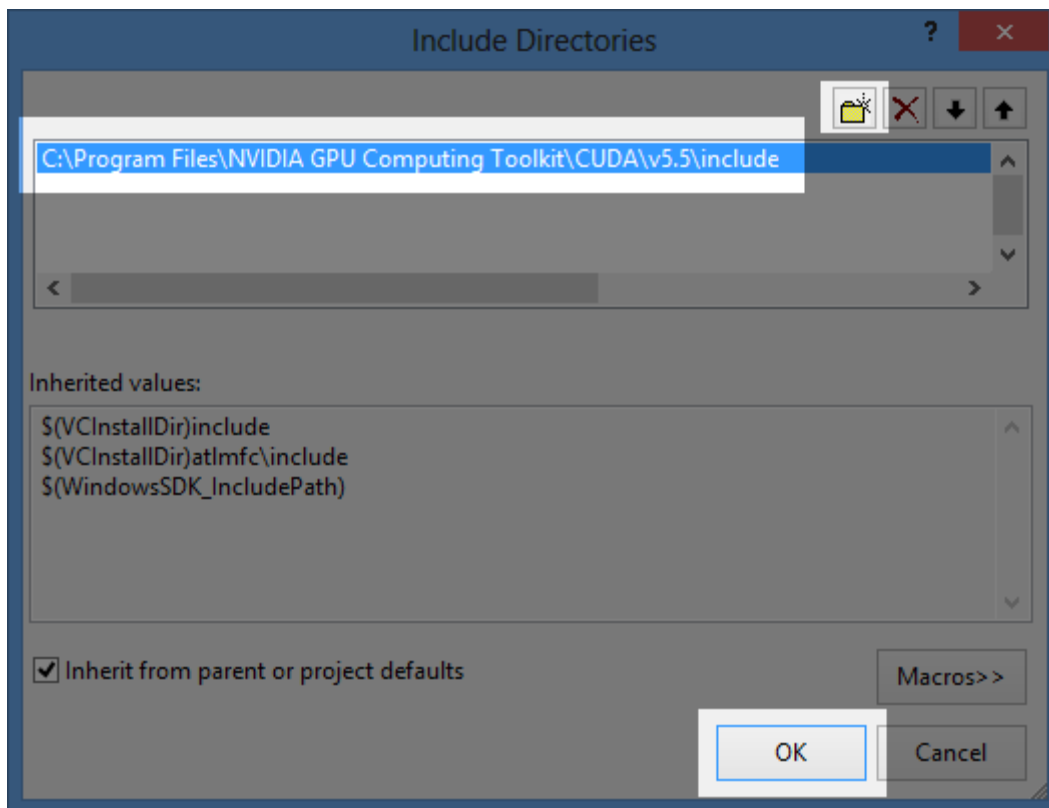 Include Directories
?
C:\Program Files\NVIDIA GPU Computing Toolkit\CUDA\v5.5\include
Inherited values:
$(VCInstallDir)include
$(VCInstallDir)atlmfc\include
$(WindowsSDK_IncludePath)
Inherit from parent or project defaults
Macros>>
OK
Cancel